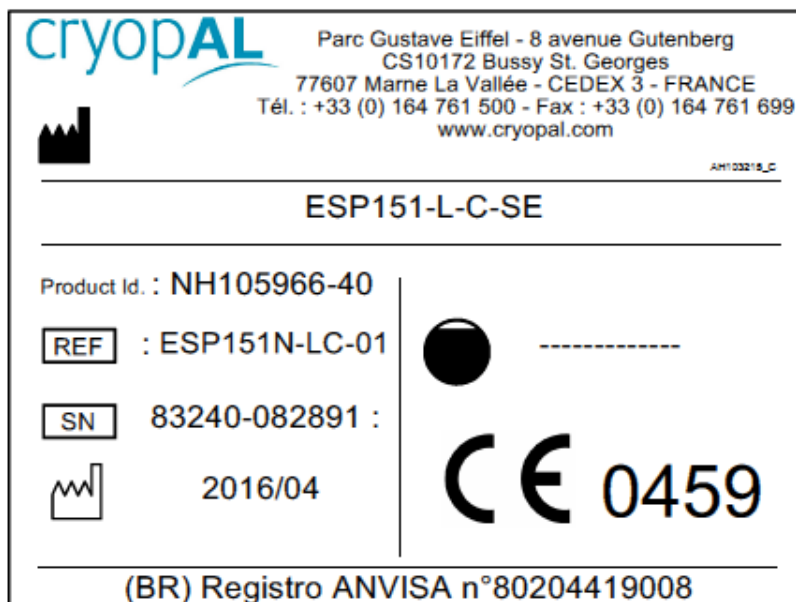 cryopAL
Parc Gustave Eiffel - 8 avenue Gutenberg
CS10172 Bussy St. Georges
77607 Marne La Vallée - CEDEX 3 - FRANCE
Tél. : +33 (0) 164 761 500 - Fax : +33 (0) 164 761 699
www.cryopal.com
AH103218_C
ESP151-L-C-SE
Product Id. : NH105966-40
REF : ESP151N-LC-01
SN 83240-082891 :
2016/04
-------------
CE 0459
(BR) Registro ANVISA n°80204419008